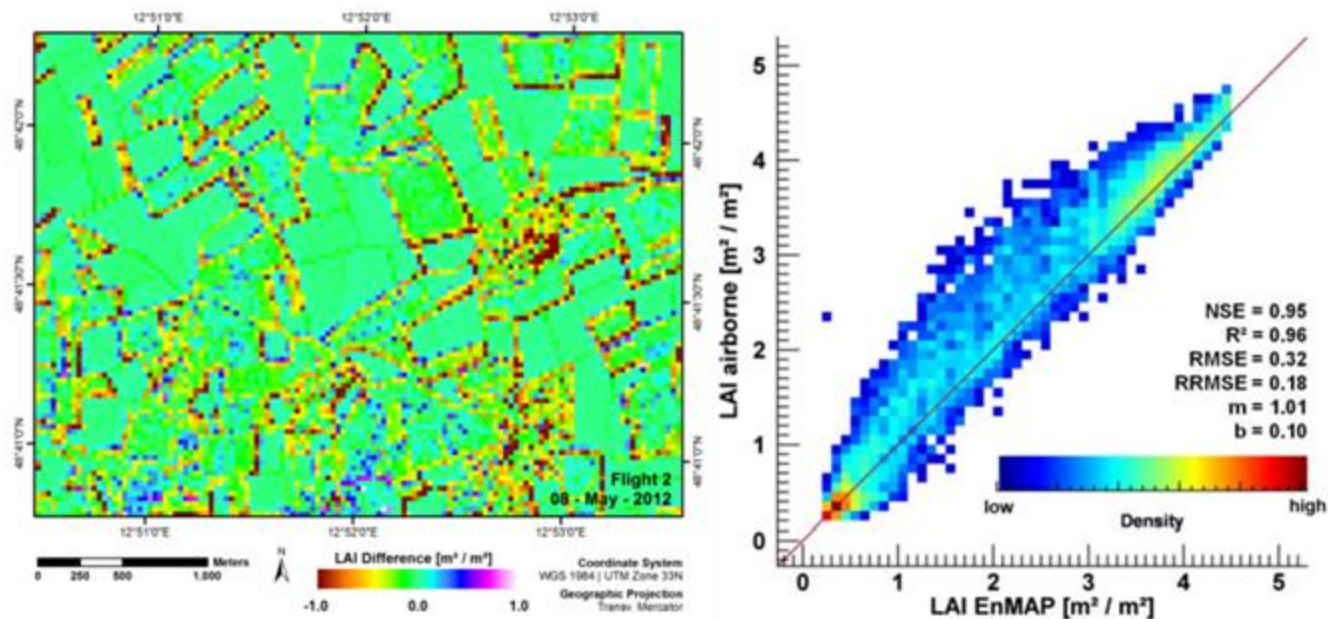 12°51'0"E 12°52'0"E 12°53'0"E
48°42'0"N
48°41'30"N
48°41'0"N
48°42'0"N
48°41'30"N
48°41'0"N
Flight 2
08 - May - 2012
12°51'0"E 12°52'0"E 12°53'0"E
0 250 500 1.000 Meters
N
LAI Difference [m² / m²]
-1.0 0.0 1.0
Coordinate System
WGS 1984 | UTM Zone 33N
Geographic Projection
Transv. Mercator
LAI airborne [m² / m²]
5
4
3
2
1
0
NSE = 0.95
R² = 0.96
RMSE = 0.32
RRMSE = 0.18
m = 1.01
b = 0.10
low high
Density
0 1 2 3 4 5
LAI EnMAP [m² / m²]